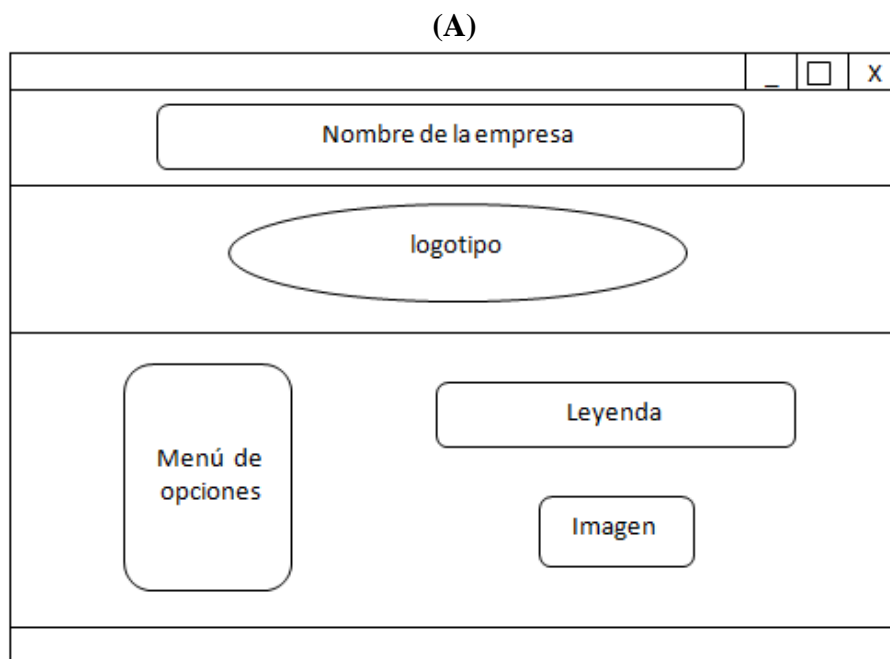 (A)
_ X
Nombre de la empresa
logotipo
Menú de
opciones
Leyenda
Imagen